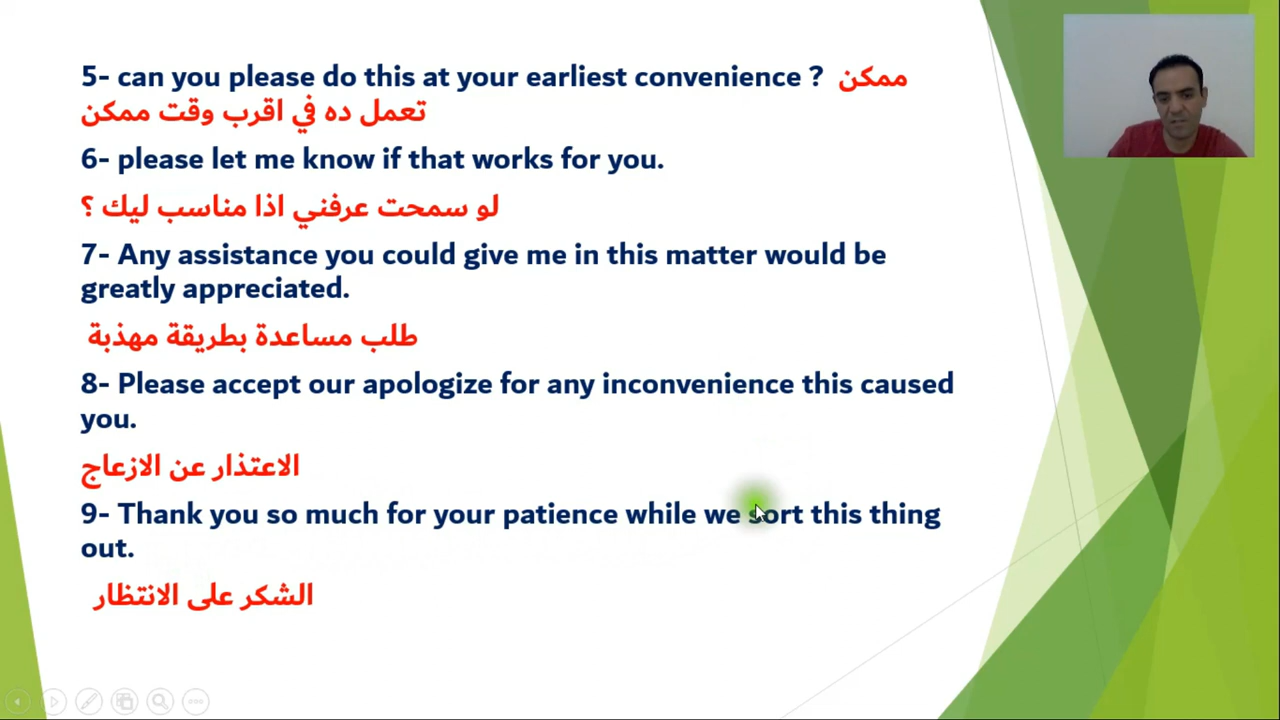 5- can you please do this at your earliest convenience ? ممكن
تعمل ده في اقرب وقت ممكن
6- please let me know if that works for you.
لو سمحت عرفني اذا مناسب ليك ؟
7- Any assistance you could give me in this matter would be
greatly appreciated.
طلب مساعدة بطريقة مهذبة
8- Please accept our apologize for any inconvenience this caused
you.
الاعتذار عن الازعاج
9- Thank you so much for your patience while we sort this thing
out.
الشكر على الانتظار